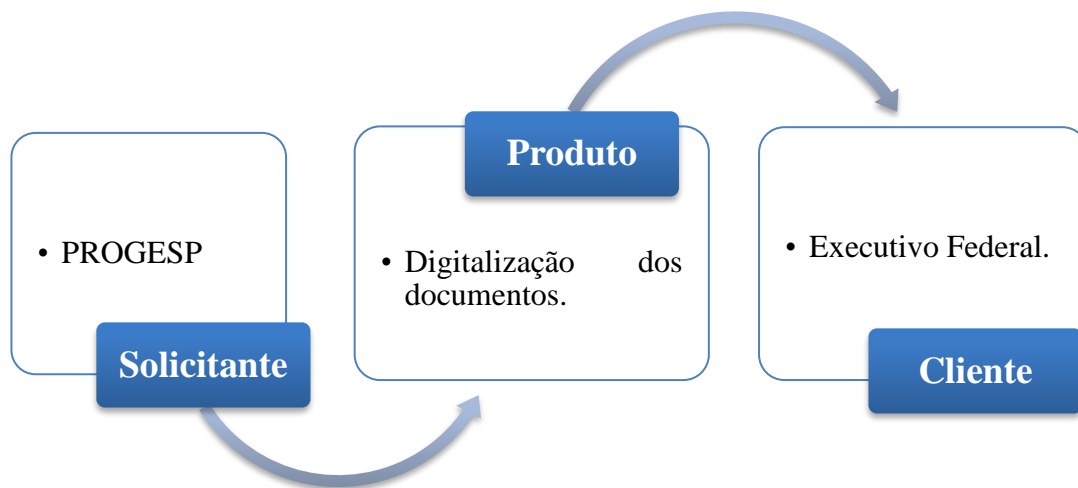 • PROGESP
Solicitante
Produto
• Digitalização dos
documentos.
• Executivo Federal.
Cliente